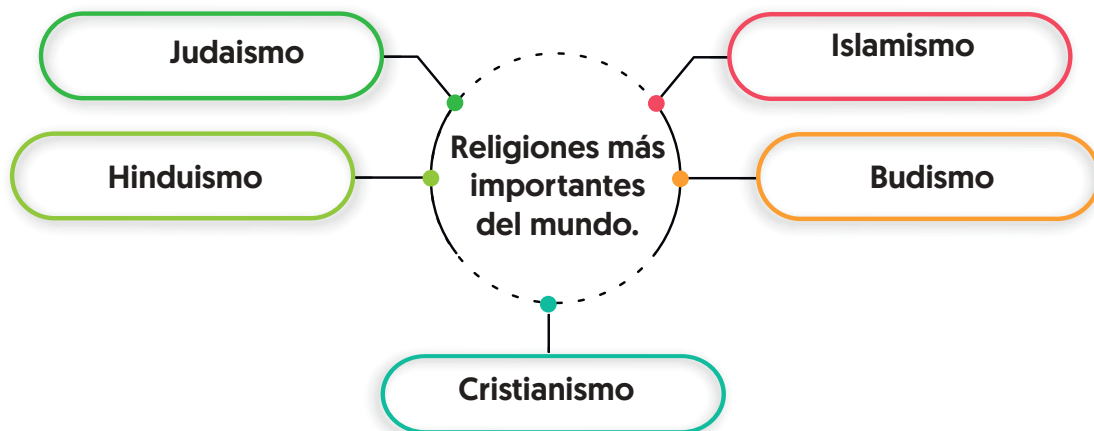 Judaismo
Islamismo
Hinduismo
Religiones más
importantes
del mundo.
Budismo
Cristianismo